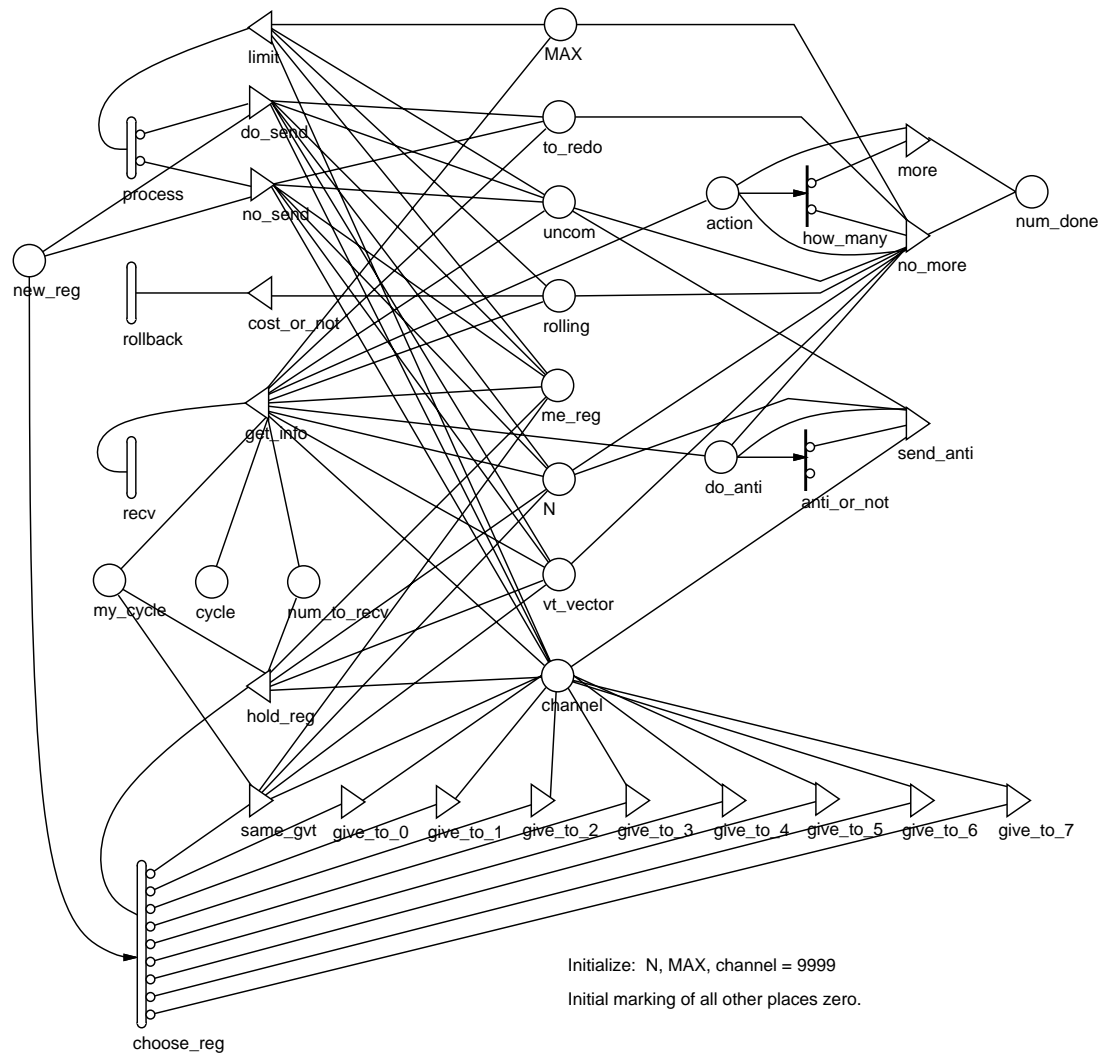 limit
MAX
do_send
to_redo
more
process
no_send
uncom
action
how_many
num_done
new_reg
no_more
rollback
cost_or_not
rolling
me_reg
get_info
send_anti
recv
N
do_anti
anti_or_not
my_cycle
cycle
num_to_recv
vt_vector
hold_reg
channel
same_gvt
give_to_0
give_to_1
give_to_2
give_to_3
give_to_4
give_to_5
give_to_6
give_to_7
Initialize: N, MAX, channel = 9999
Initial marking of all other places zero.
choose_reg